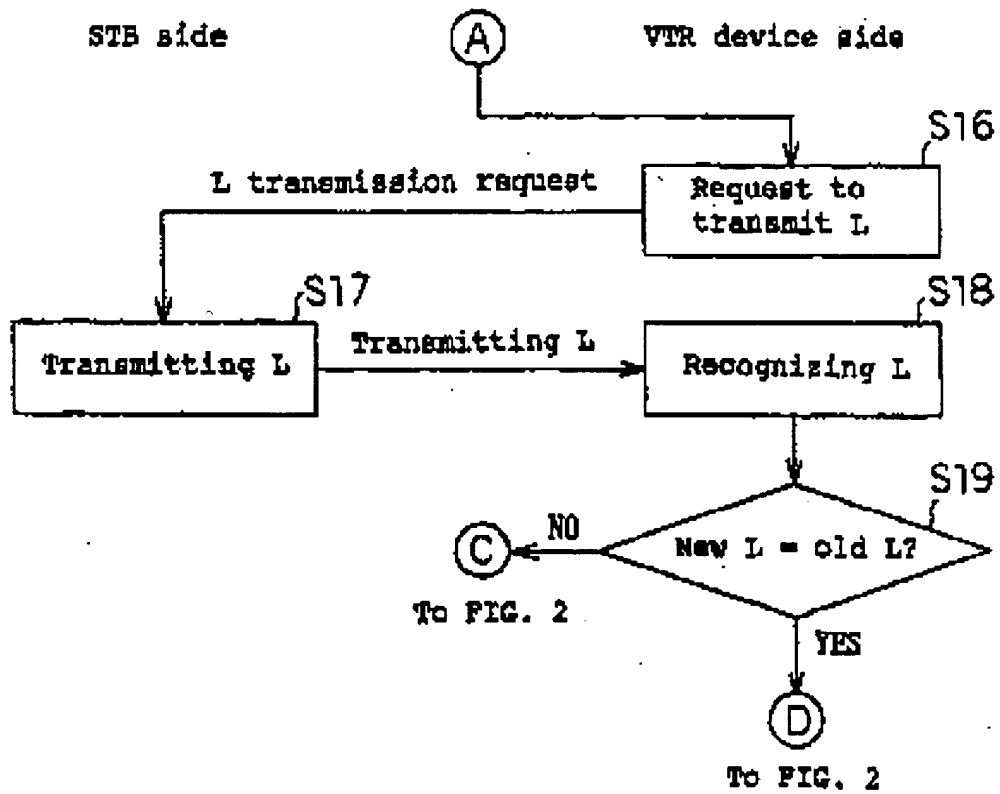 STB side
A
VTR device side
S16
L transmission request
Request to
transmit L
S17
S18
Transmitting L
Transmitting L
Recognizing L
S19
New L = old L?
NO
C
To FIG. 2
YES
D
To FIG. 2